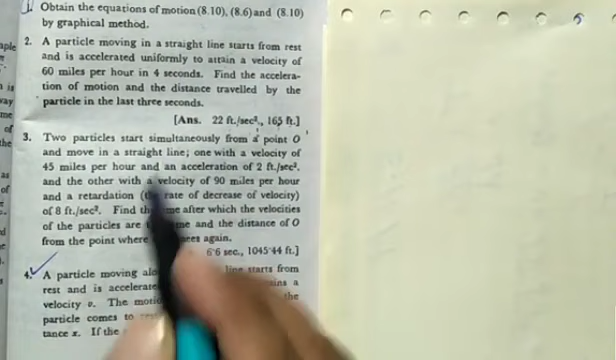 1. Obtain the equations of motion (8.10), (8.6) and (8.10)
by graphical method.
2. A particle moving in a straight line starts from rest
and is accelerated uniformly to attain a velocity of
60 miles per hour in 4 seconds. Find the accelera-
tion of motion and the distance travelled by the
particle in the last three seconds.
[Ans. 22 ft./sec²., 165 ft.]
3. Two particles start simultaneously from a point O
and move in a straight line; one with a velocity of
45 miles per hour and an acceleration of 2 ft./sec².
and the other with a velocity of 90 miles per hour
and a retardation (the rate of decrease of velocity)
of 8 ft./sec². Find the after which the velocities
of the particles are me and the distance of O
from the point where again.
6·6 sec., 1045·44 ft.]
4. A particle moving line starts from
rest and is accelerate
velocity v. The the
particle comes to
tance x. If the